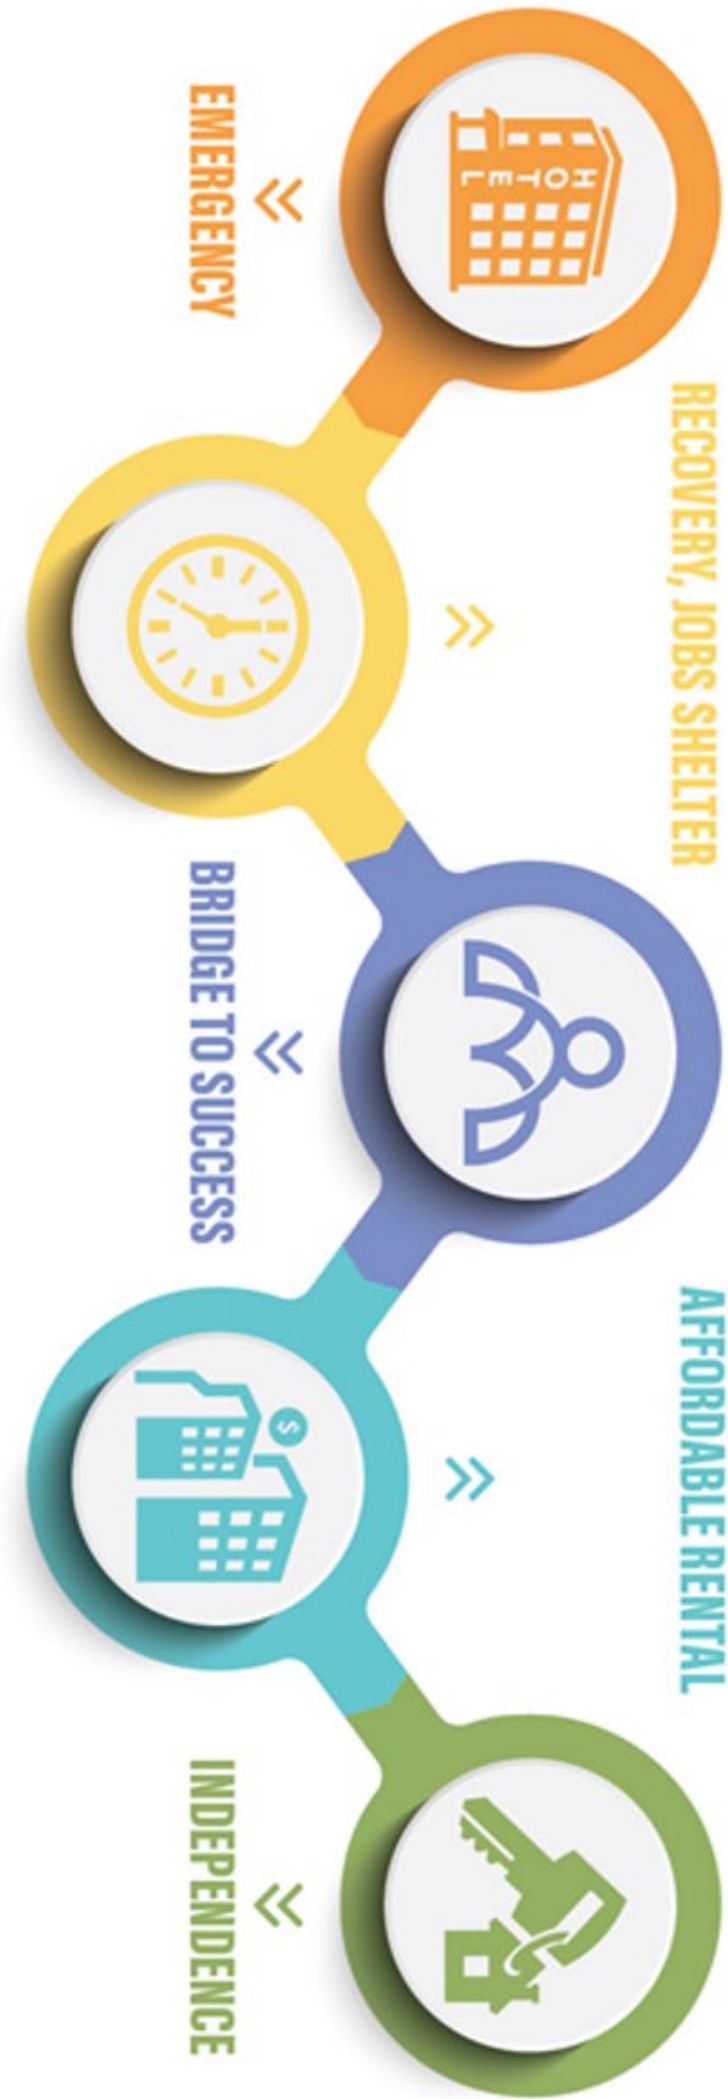 HOTEL
EMERGENCY
RECOVERY, JOBS SHELTER
BRIDGE TO SUCCESS
$
AFFORDABLE RENTAL
INDEPENDENCE